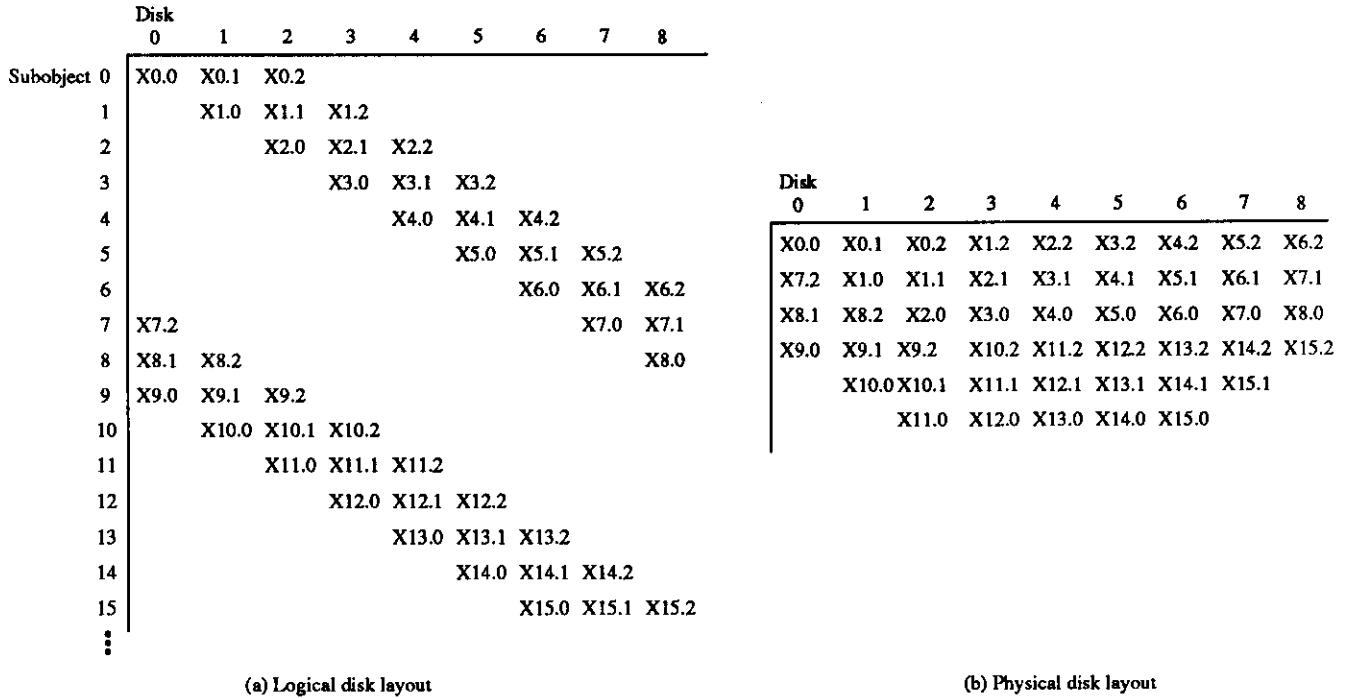 Disk
0 1 2 3 4 5 6 7 8
Subobject 0 X0.0 X0.1 X0.2
1 X1.0 X1.1 X1.2
2 X2.0 X2.1 X2.2
3 X3.0 X3.1 X3.2
4 X4.0 X4.1 X4.2
5 X5.0 X5.1 X5.2
6 X6.0 X6.1 X6.2
7 X7.2 X7.0 X7.1
8 X8.1 X8.2 X8.0
9 X9.0 X9.1 X9.2
10 X10.0 X10.1 X10.2
11 X11.0 X11.1 X11.2
12 X12.0 X12.1 X12.2
13 X13.0 X13.1 X13.2
14 X14.0 X14.1 X14.2
15 X15.0 X15.1 X15.2
(a) Logical disk layout
Disk
0 1 2 3 4 5 6 7 8
X0.0 X0.1 X0.2 X1.2 X2.2 X3.2 X4.2 X5.2 X6.2
X7.2 X1.0 X1.1 X2.1 X3.1 X4.1 X5.1 X6.1 X7.1
X8.1 X8.2 X2.0 X3.0 X4.0 X5.0 X6.0 X7.0 X8.0
X9.0 X9.1 X9.2 X10.2 X11.2 X12.2 X13.2 X14.2 X15.2
X10.0 X10.1 X11.1 X12.1 X13.1 X14.1 X15.1
X11.0 X12.0 X13.0 X14.0 X15.0
(b) Physical disk layout